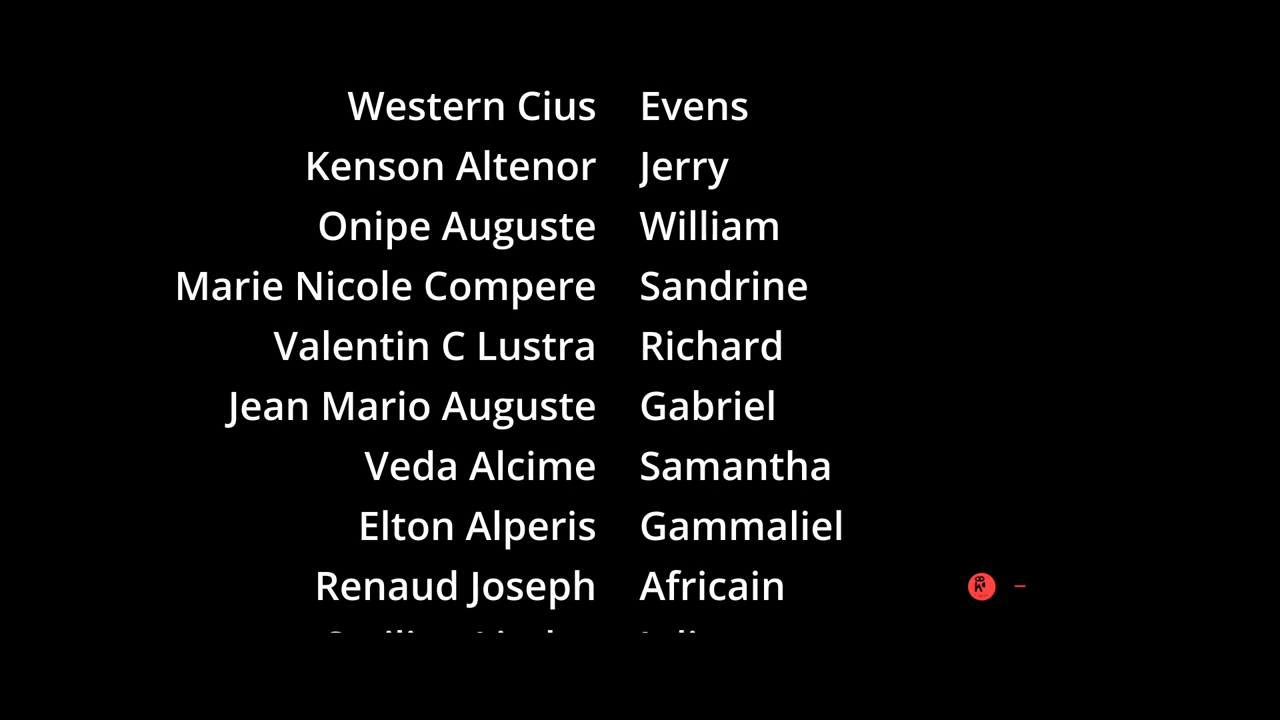 Western Cius Evens
Kenson Altenor Jerry
Onipe Auguste William
Marie Nicole Compere Sandrine
Valentin C Lustra Richard
Jean Mario Auguste Gabriel
Veda Alcime Samantha
Elton Alperis Gammaliel
Renaud Joseph Africain